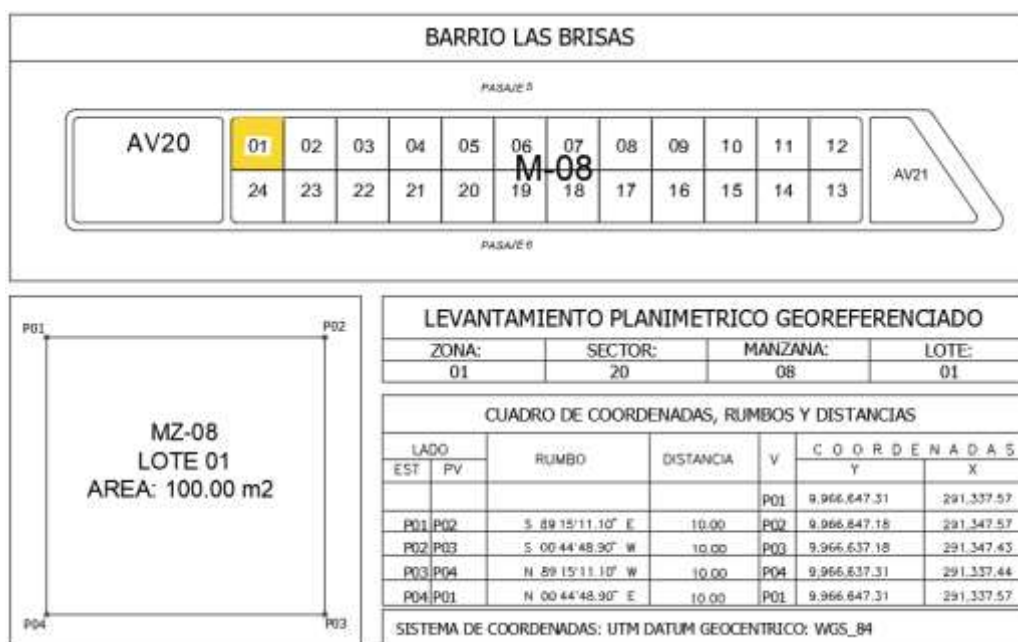 BARRIO LAS BRISAS
PASAJE 5
AV20 01 02 03 04 05 06 07 08 09 10 11 12
M-08 AV21
24 23 22 21 20 19 18 17 16 15 14 13
PASAJE 6
P01 P02
MZ-08
LOTE 01
AREA: 100.00 m2
P04 P03
LEVANTAMIENTO PLANIMETRICO GEOREFERENCIADO
ZONA: SECTOR: MANZANA: LOTE:
01 20 08 01
CUADRO DE COORDENADAS, RUMBOS Y DISTANCIAS
LADO RUMBO DISTANCIA V COORDENADAS
EST PV Y X
P01 9.966.647.31 291,337.57
P01 P02 S 89 15'11.10" E 10.00 P02 9.966.647.18 291,347.57
P02 P03 S 00 44'48.90" W 10.00 P03 9.966.637.18 291.347.43
P03 P04 N 89 15'11.10" W 10.00 P04 9.966.637.31 291.337.44
P04 P01 N 00 44'48.90" E 10.00 P01 9.966.647.31 291,337.57
SISTEMA DE COORDENADAS: UTM DATUM GEOCENTRICO: WGS_84